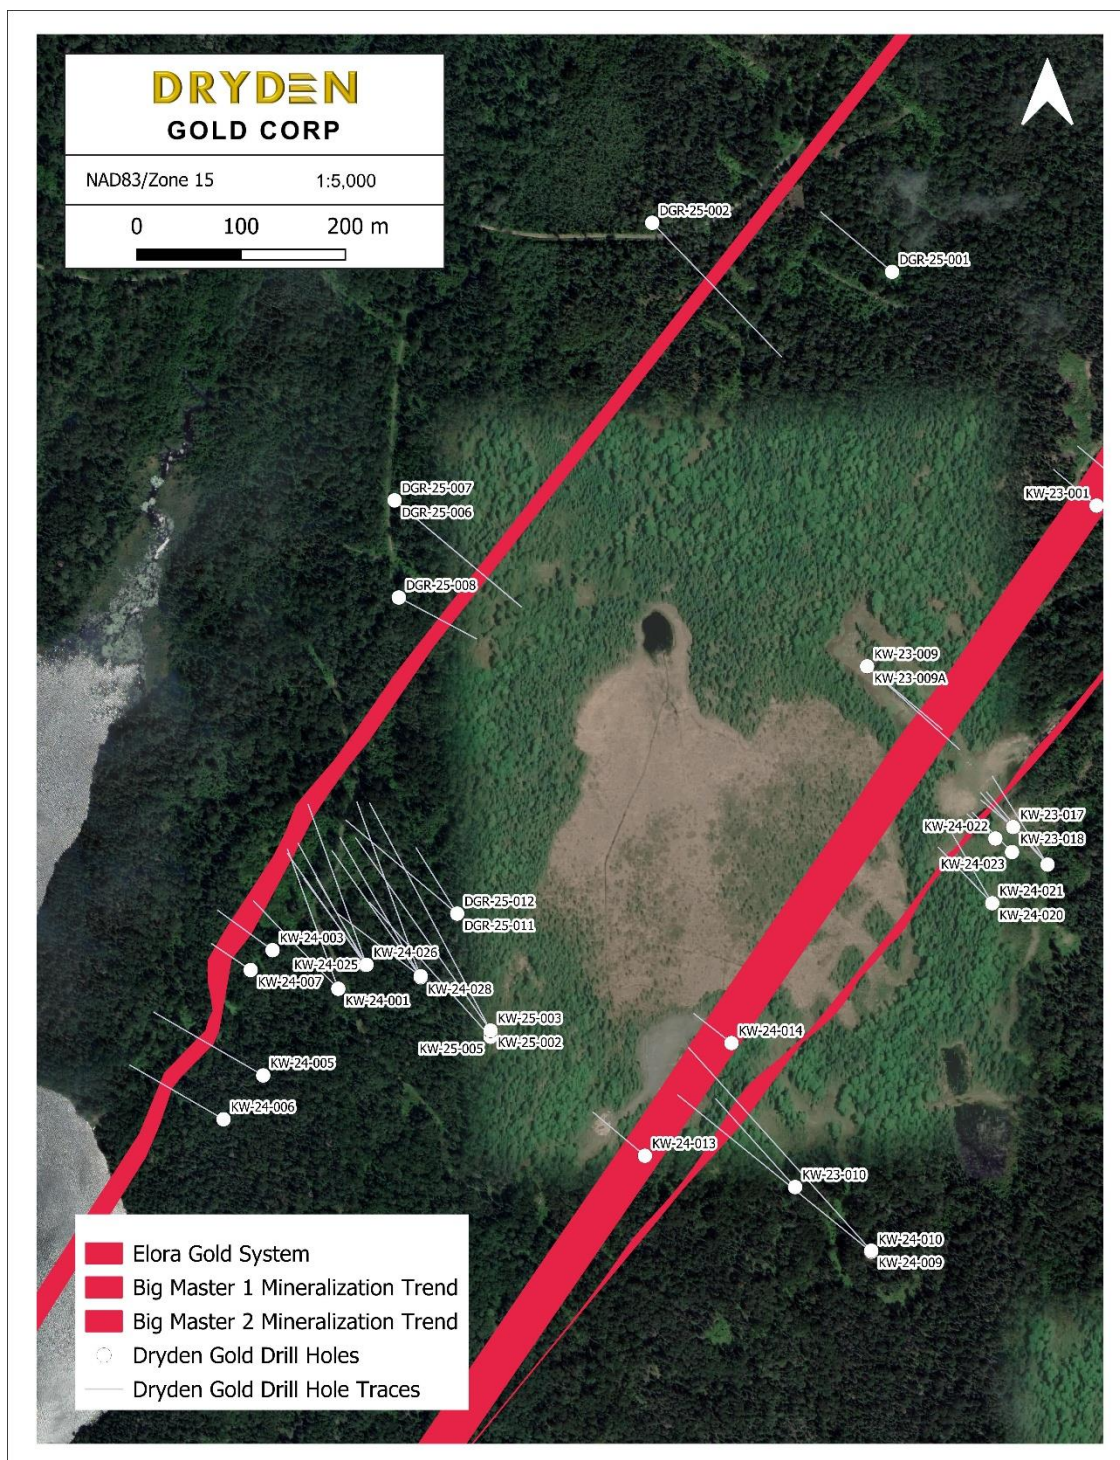 DRYDEN
GOLD CORP
NAD83/Zone 15 1:5,000
0 100 200 m
DGR-25-002
DGR-25-001
DGR-25-007
DGR-25-006
KW-23-001
DGR-25-008
KW-23-009
KW-23-009A
KW-23-017
KW-24-022
KW-23-018
KW-24-023
KW-24-021
KW-24-020
DGR-25-012
DGR-25-011
KW-24-003
KW-24-026
KW-24-025
KW-24-007
KW-24-028
KW-24-001
KW-25-003
KW-25-005
KW-25-002
KW-24-014
KW-24-005
KW-24-006
KW-24-013
KW-23-010
KW-24-010
KW-24-009
Elora Gold System
Big Master 1 Mineralization Trend
Big Master 2 Mineralization Trend
Dryden Gold Drill Holes
Dryden Gold Drill Hole Traces